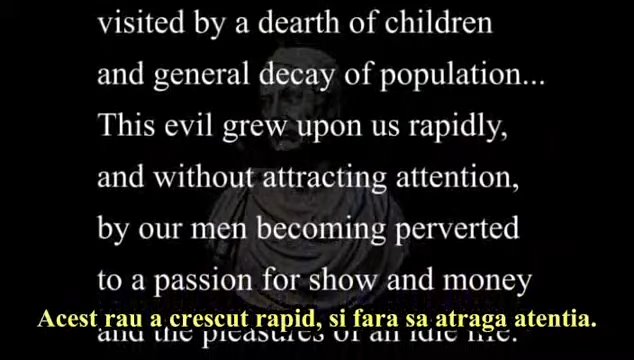 visited by a dearth of children
and general decay of population...
This evil grew upon us rapidly,
and without attracting attention,
by our men becoming perverted
to a passion for show and money
Acest rau a crescut rapid, si fara sa atraga atentia.
and the pleasures of an idle life.